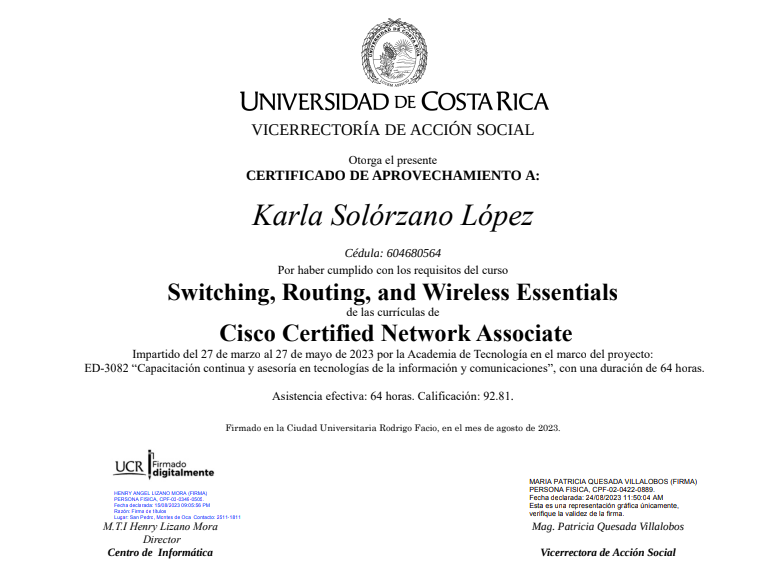 UNIVERSIDAD DE COSTA RICA
VICERRECTORÍA DE ACCIÓN SOCIAL
Otorga el presente
CERTIFICADO DE APROVECHAMIENTO A:
Karla Solórzano López
Cédula: 604680564
Por haber cumplido con los requisitos del curso
Switching, Routing, and Wireless Essentials
de las currículas de
Cisco Certified Network Associate
Impartido del 27 de marzo al 27 de mayo de 2023 por la Academia de Tecnología en el marco del proyecto:
ED-3082 “Capacitación continua y asesoría en tecnologías de la información y comunicaciones”, con una duración de 64 horas.
Asistencia efectiva: 64 horas. Calificación: 92.81.
Firmado en la Ciudad Universitaria Rodrigo Facio, en el mes de agosto de 2023.
UCR Firmado
digitalmente
HENRY ANGEL LIZANO MORA (FIRMA)
PERSONA FISICA,
Fecha declarada: 15/08/2023 09:05:56 PM
Razón: Firma de títulos
Lugar: San Pedro, Montes de Oca Contacto: 2511-1811
M.T.I Henry Lizano Mora
Director
Centro de Informática
MARIA PATRICIA QUESADA VILLALOBOS (FIRMA)
PERSONA FISICA, CPF-02-0422-0889.
Fecha declarada: 24/08/2023 11:50:04 AM
Esta es una representación gráfica únicamente,
verifique la validez de la firma.
Mag. Patricia Quesada Villalobos
Vicerrectora de Acción Social